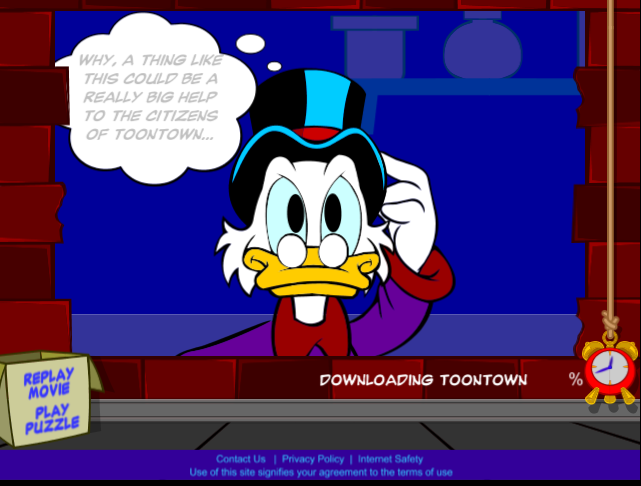 WHY, A THING LIKE
THIS COULD BE A
REALLY BIG HELP
TO THE CITIZENS
OF TOONTOWN...
DOWNLOADING TOONTOWN %
REPLAY
MOVIE
PLAY
PUZZLE
Contact Us | Privacy Policy | Internet Safety
Use of this site signifies your agreement to the terms of use